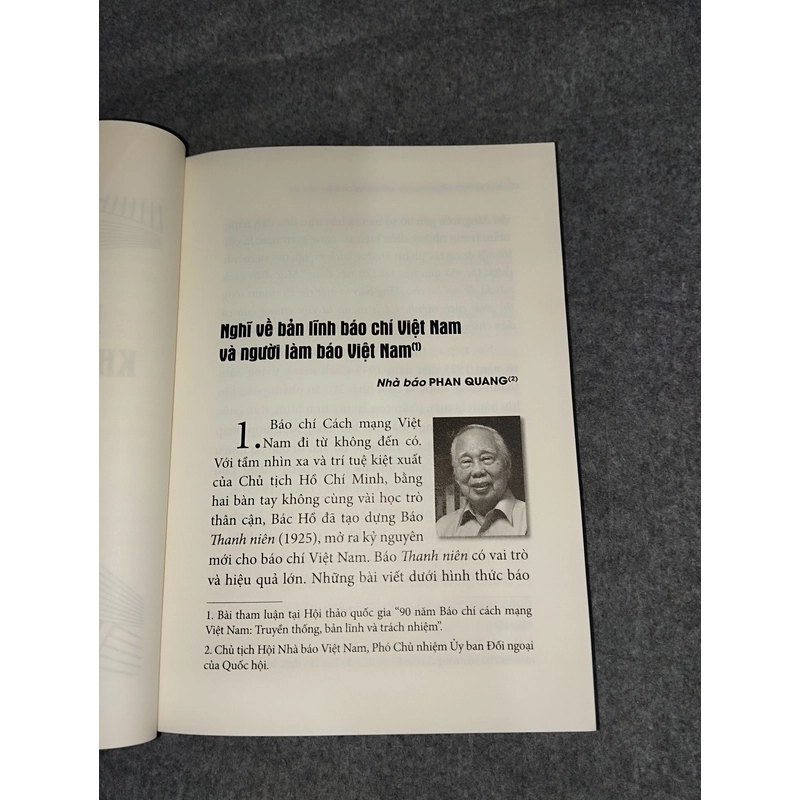 KH
Nghĩ về bản lĩnh báo chí Việt Nam
và người làm báo Việt Nam(1)
Nhà báo PHAN QUANG(2)
1. Báo chí Cách mạng Việt
Nam đi từ không đến có.
Với tầm nhìn xa và trí tuệ kiệt xuất
của Chủ tịch Hồ Chí Minh, bằng
hai bàn tay không cùng vài học trò
thân cận, Bác Hồ đã tạo dựng Báo
Thanh niên (1925), mở ra kỷ nguyên
mới cho báo chí Việt Nam. Báo Thanh niên có vai trò
và hiệu quả lớn. Những bài viết dưới hình thức báo
1. Bài tham luận tại Hội thảo quốc gia “90 năm Báo chí cách mạng
Việt Nam: Truyền thống, bản lĩnh và trách nhiệm”.
2. Chủ tịch Hội Nhà báo Việt Nam, Phó Chủ nhiệm Ủy ban Đối ngoại
của Quốc hội.